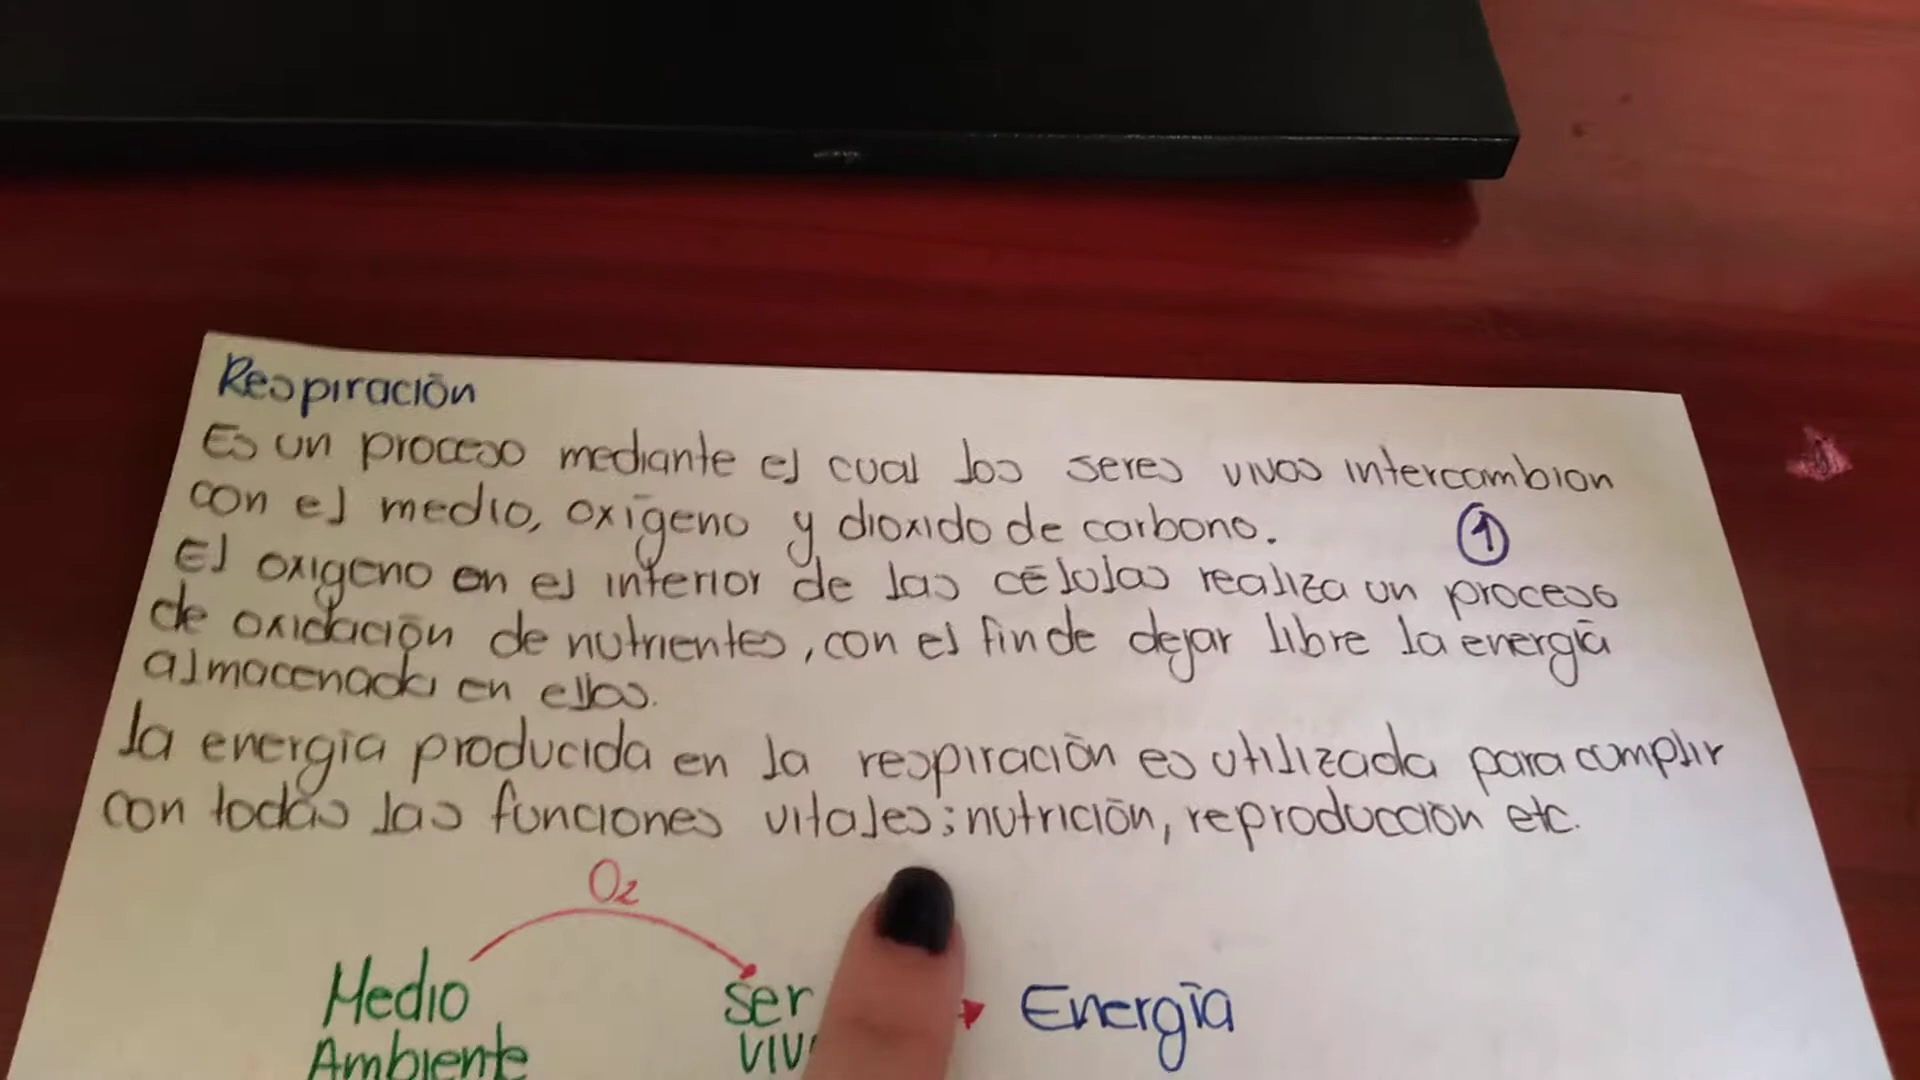 Respiración
Es un proceso mediante el cual los seres vivos intercambian
con el medio, oxígeno y dioxido de carbono.
1
El oxigeno en el interior de las células realiza un proceso
de oxidación de nutrientes, con el fin de dejar libre la energía
almacenada en ellos.
la energia producida en la respiración es utilizada para cumplir
con todas las funciones vitales; nutrición, reproducción etc.
O2
Medio
Ambiente
ser
Energía